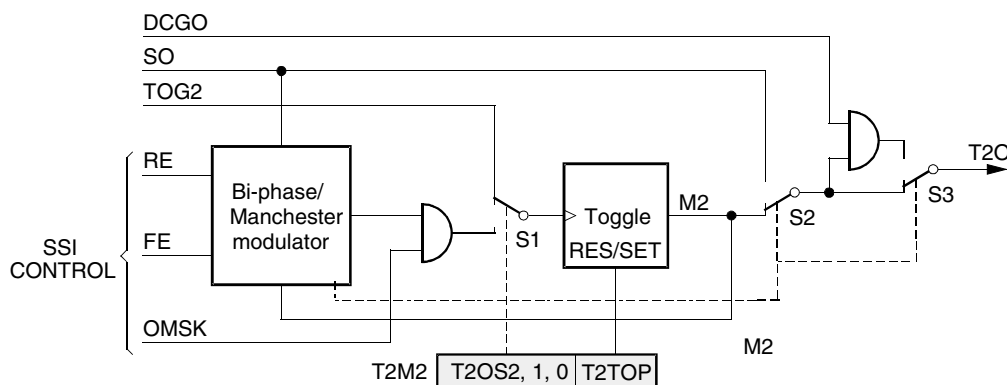 DCGO
SO
TOG2
RE
Bi-phase/
Manchester
modulator
FE
SSI
CONTROL
OMSK
S1
Toggle
RES/SET
M2
S2
S3
T2O
M2
T2M2
T2OS2, 1, 0
T2TOP